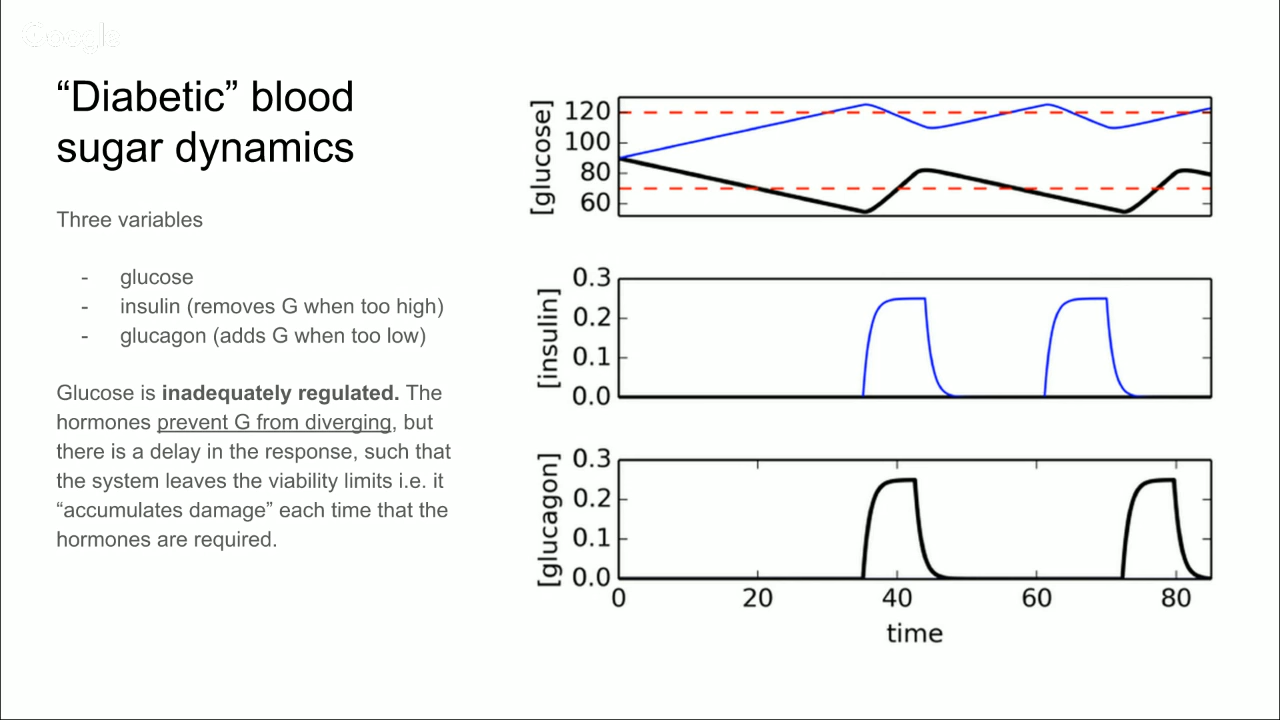 Google
“Diabetic” blood
sugar dynamics
Three variables
- glucose
- insulin (removes G when too high)
- glucagon (adds G when too low)
Glucose is inadequately regulated. The
hormones prevent G from diverging, but
there is a delay in the response, such that
the system leaves the viability limits i.e. it
“accumulates damage” each time that the
hormones are required.
[glucose]
120
100
80
60
[insulin]
0.3
0.2
0.1
0.0
[glucagon]
0.3
0.2
0.1
0.0
0 20 40 60 80
time